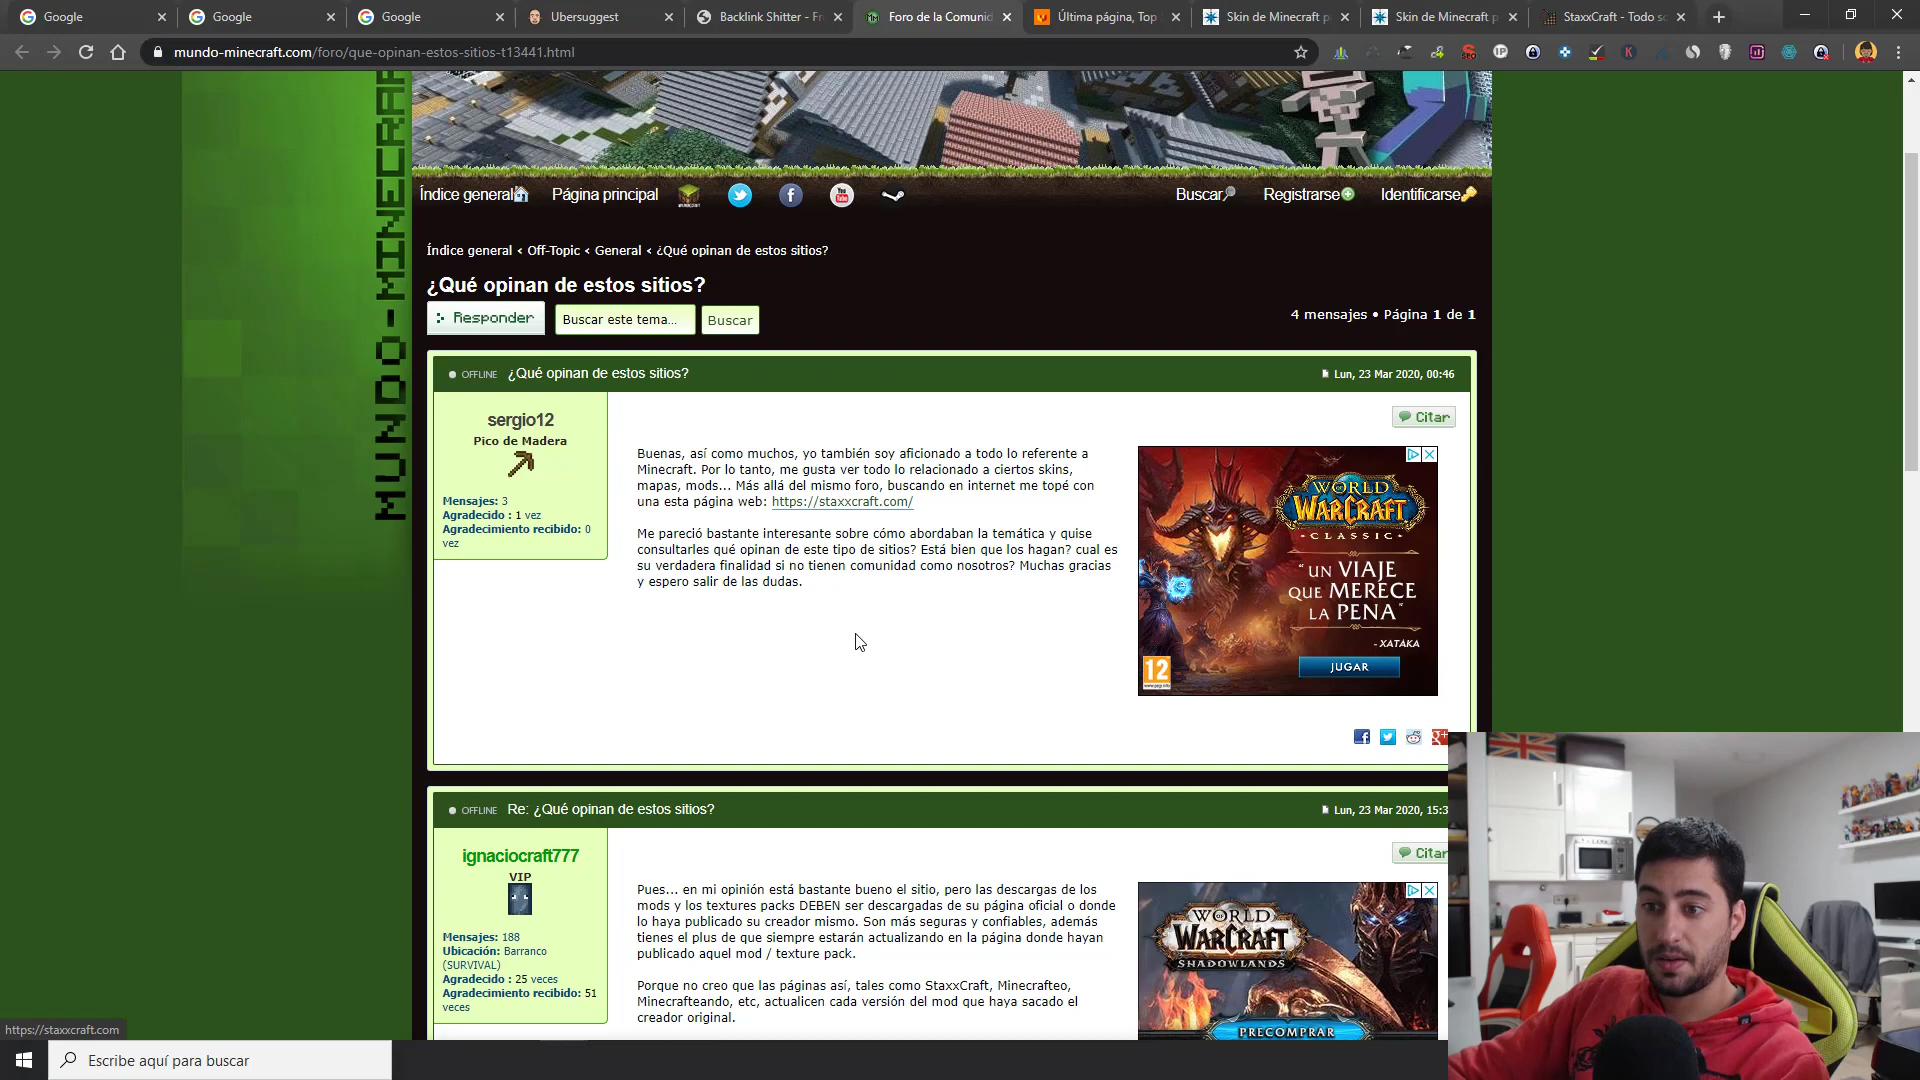 Google
Google
Google
Ubersuggest
Backlink Shitter - Fr
Foro de la Comunid
Última página, Top
Skin de Minecraft p
Skin de Minecraft p
StaxxCraft - Todo so
mundo-minecraft.com/foro/que-opinan-estos-sitios-t13441.html
MUNDO-MINECRAFT
Índice general
Página principal
Buscar
Registrarse
Identificarse
Índice general ‹ Off-Topic ‹ General ‹ ¿Qué opinan de estos sitios?
¿Qué opinan de estos sitios?
Responder
Buscar este tema...
Buscar
4 mensajes • Página 1 de 1
OFFLINE ¿Qué opinan de estos sitios?
Lun, 23 Mar 2020, 00:46
sergio12
Pico de Madera
Mensajes: 3
Agradecido : 1 vez
Agradecimiento recibido: 0
vez
Citar
Buenas, así como muchos, yo también soy aficionado a todo lo referente a
Minecraft. Por lo tanto, me gusta ver todo lo relacionado a ciertos skins,
mapas, mods... Más allá del mismo foro, buscando en internet me topé con
una esta página web: https://staxxcraft.com/
Me pareció bastante interesante sobre cómo abordaban la temática y quise
consultarles qué opinan de este tipo de sitios? Está bien que los hagan? cual es
su verdadera finalidad si no tienen comunidad como nosotros? Muchas gracias
y espero salir de las dudas.
WORLD
OF
WARCRAFT
CLASSIC
"UN VIAJE
QUE MERECE
LA PENA"
- XATAKA
JUGAR
12
OFFLINE Re: ¿Qué opinan de estos sitios?
Lun, 23 Mar 2020, 15:3
ignaciocraft777
VIP
Mensajes: 188
Ubicación: Barranco
(SURVIVAL)
Agradecido : 25 veces
Agradecimiento recibido: 51
veces
Citar
Pues... en mi opinión está bastante bueno el sitio, pero las descargas de los
mods y los textures packs DEBEN ser descargadas de su página oficial o donde
lo haya publicado su creador mismo. Son más seguras y confiables, además
tienes el plus de que siempre estarán actualizando en la página donde hayan
publicado aquel mod / texture pack.
Porque no creo que las páginas así, tales como StaxxCraft, Minecrafteo,
Minecrafteando, etc, actualicen cada versión del mod que haya sacado el
creador original.
WORLD
OF
WARCRAFT
SHADOWLANDS
PRECOMPRAR
https://staxxcraft.com
Escribe aquí para buscar